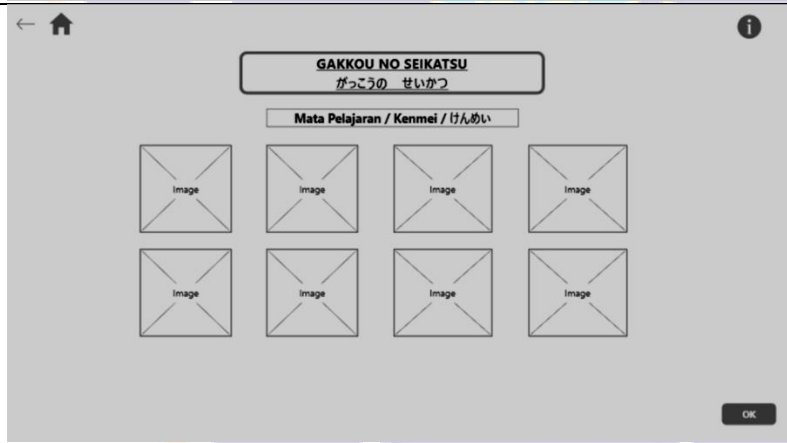 GAKKOU NO SEIKATSU
がっこうの　せいかつ
Mata Pelajaran / Kenmei / けんめい
Image
Image
Image
Image
Image
Image
Image
Image
OK